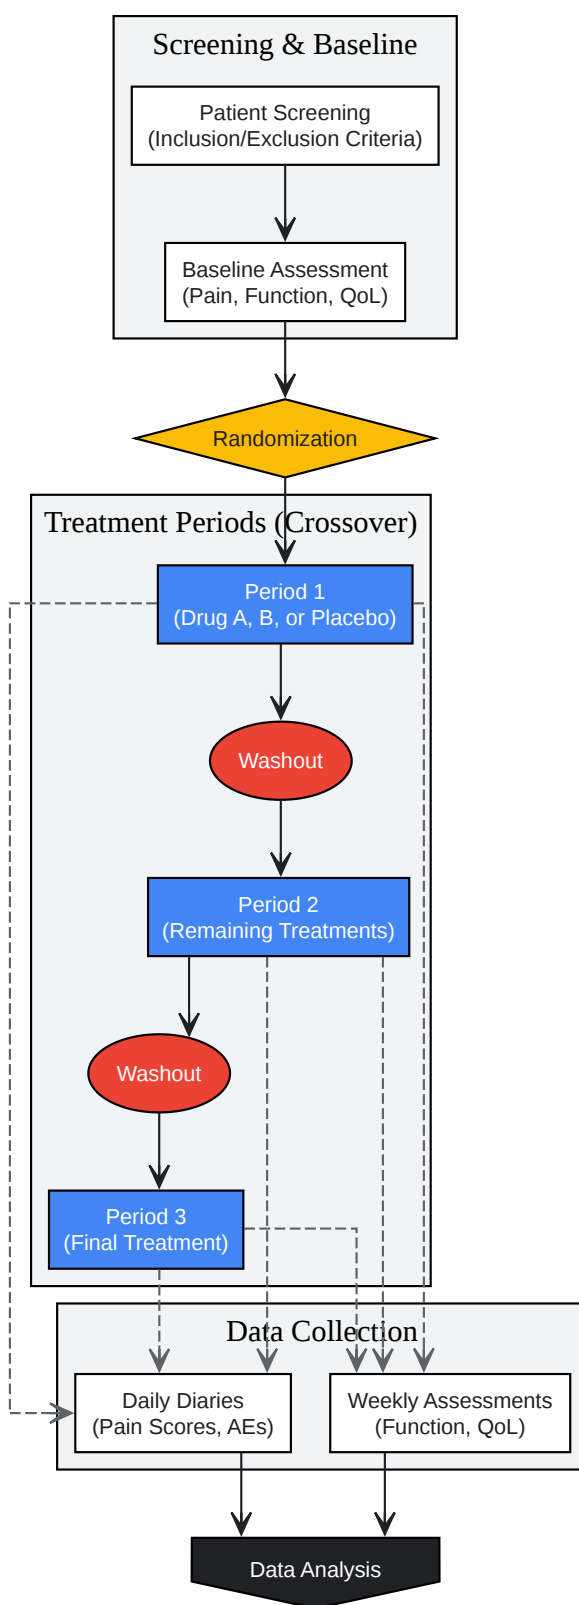 Screening & Baseline
Patient Screening
(Inclusion/Exclusion Criteria)
Baseline Assessment
(Pain, Function, QoL)
Randomization
Treatment Periods (Crossover)
Period 1
(Drug A, B, or Placebo)
Washout
Period 2
(Remaining Treatments)
Washout
Period 3
(Final Treatment)
Data Collection
Daily Diaries
(Pain Scores, AEs)
Weekly Assessments
(Function, QoL)
Data Analysis